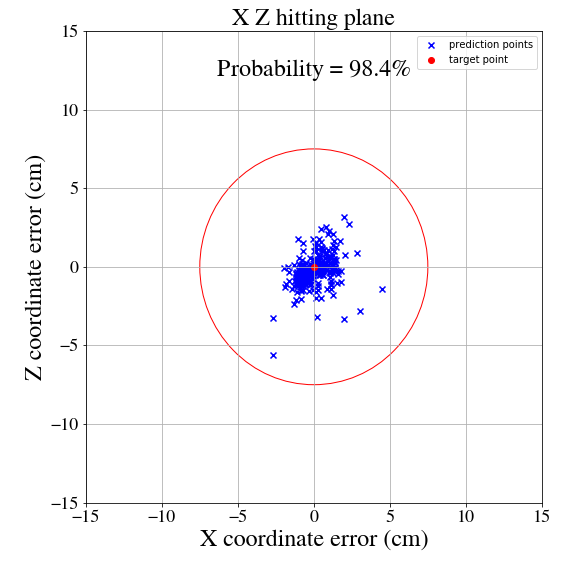 X Z hitting plane
prediction points
target point
Probability = 98.4%
15
10
5
0
−5
−10
−15
Z coordinate error (cm)
−15 −10 −5 0 5 10 15
X coordinate error (cm)